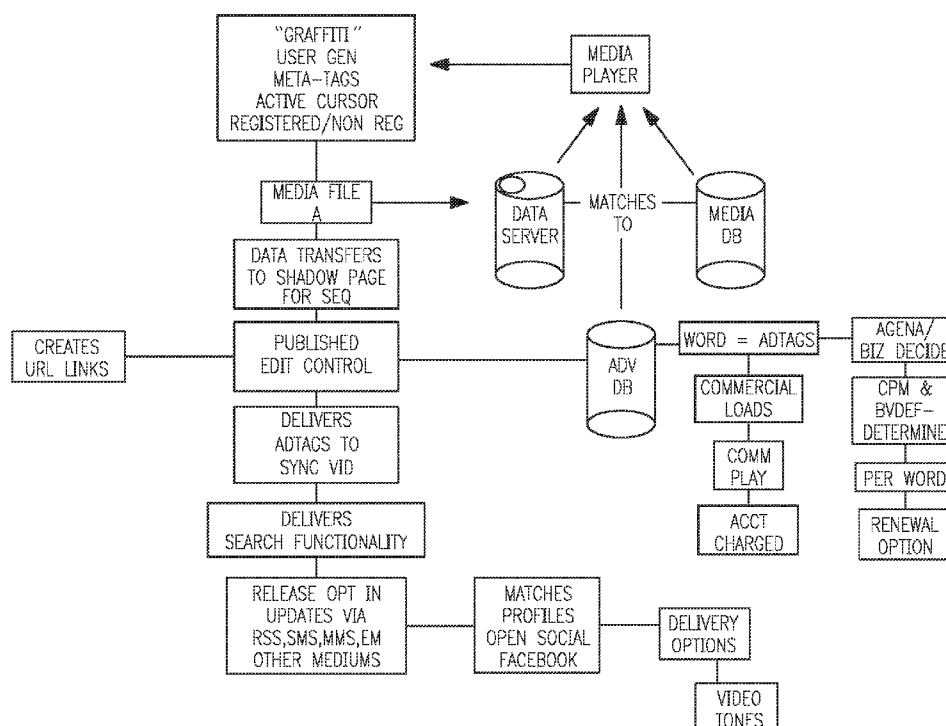 "GRAFFITI"
USER GEN
META-TAGS
ACTIVE CURSOR
REGISTERED/NON REG
MEDIA
PLAYER
MEDIA FILE
A
DATA
SERVER
MATCHES
TO
MEDIA
DB
DATA TRANSFERS
TO SHADOW PAGE
FOR SEQ
CREATES
URL LINKS
PUBLISHED
EDIT CONTROL
ADV
DB
WORD = ADTAGS
AGENA/
BIZ DECIDE
COMMERCIAL
LOADS
CPM &
BVDEF-
DETERMINE
DELIVERS
ADTAGS TO
SYNC VID
COMM
PLAY
PER WORD
DELIVERS
SEARCH FUNCTIONALITY
ACCT
CHARGED
RENEWAL
OPTION
RELEASE OPT IN
UPDATES VIA
RSS,SMS,MMS,EM
OTHER MEDIUMS
MATCHES
PROFILES
OPEN SOCIAL
FACEBOOK
DELIVERY
OPTIONS
VIDEO
TONES